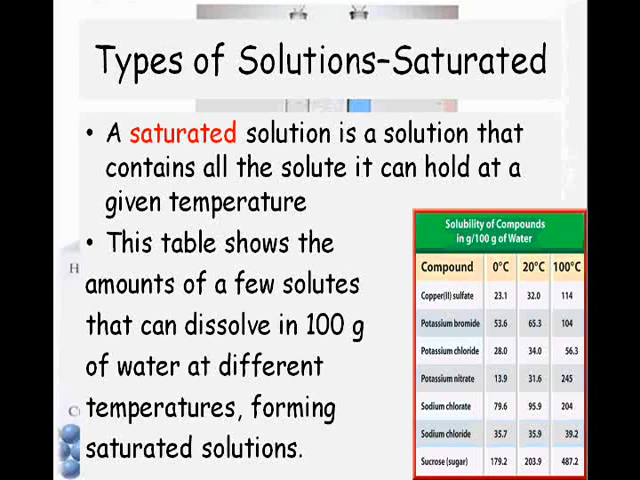 Types of Solutions–Saturated
• A saturated solution is a solution that
contains all the solute it can hold at a
given temperature
• This table shows the
amounts of a few solutes
that can dissolve in 100 g
of water at different
temperatures, forming
saturated solutions.
Solubility of Compounds
in g/100 g of Water
Compound 0°C 20°C 100°C
Copper(II) sulfate 23.1 32.0 114
Potassium bromide 53.6 65.3 104
Potassium chloride 28.0 34.0 56.3
Potassium nitrate 13.9 31.6 245
Sodium chlorate 79.6 95.9 204
Sodium chloride 35.7 35.9 39.2
Sucrose (sugar) 179.2 203.9 487.2